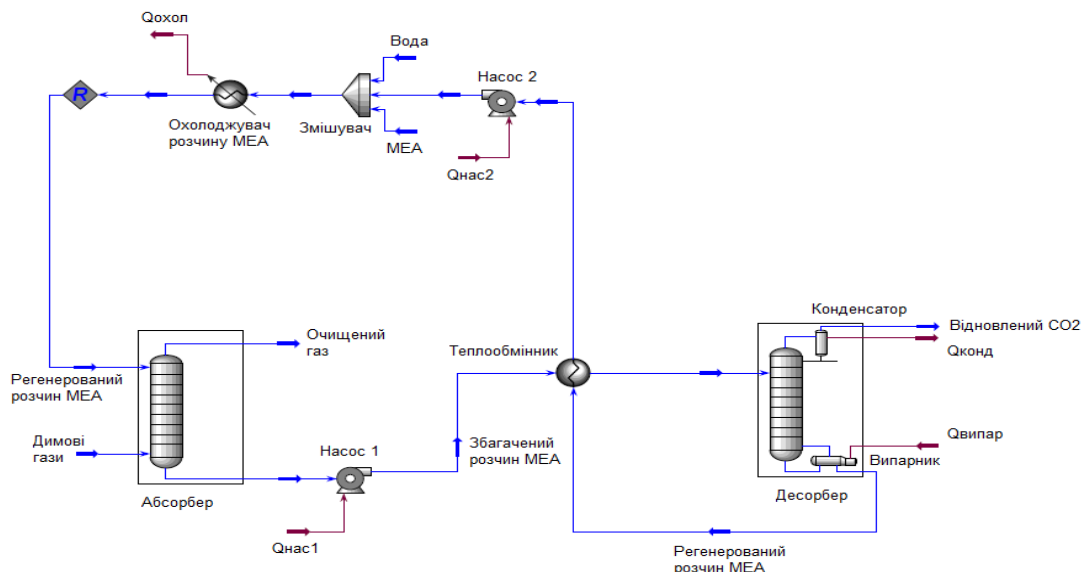 Qохол
Вода
Насос 2
R
Охолоджувач
розчину МЕА
Змішувач
МЕА
Qнас2
Конденсатор
Очищений
газ
Відновлений СО2
Теплообмінник
Qконд
Регенерований
розчин МЕА
Димові
гази
Насос 1
Збагачений
розчин МЕА
Qвипар
Випарник
Абсорбер
Десорбер
Qнас1
Регенерований
розчин МЕА